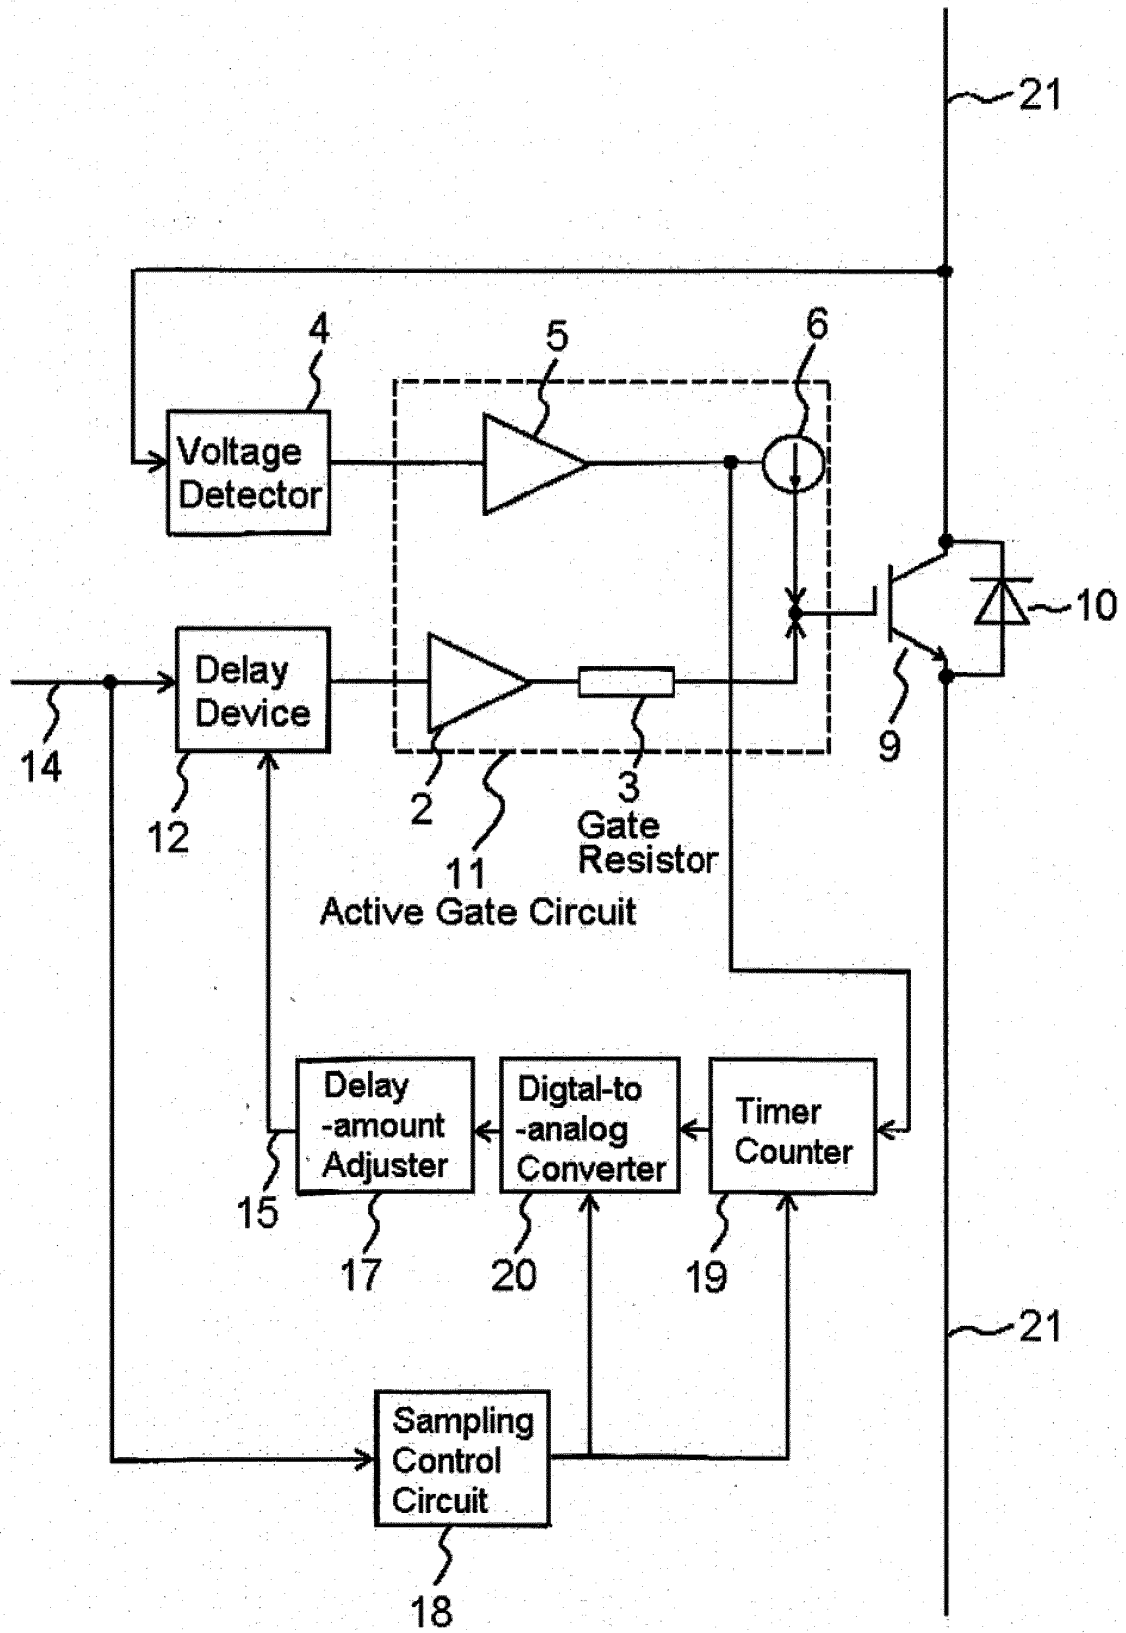 21
4
5
6
Voltage
Detector
10
Delay
Device
14
12
2
11
3
Gate
Resistor
9
Active Gate Circuit
Delay
-amount
Adjuster
Digtal-to
-analog
Converter
Timer
Counter
15
17
20
19
21
Sampling
Control
Circuit
18